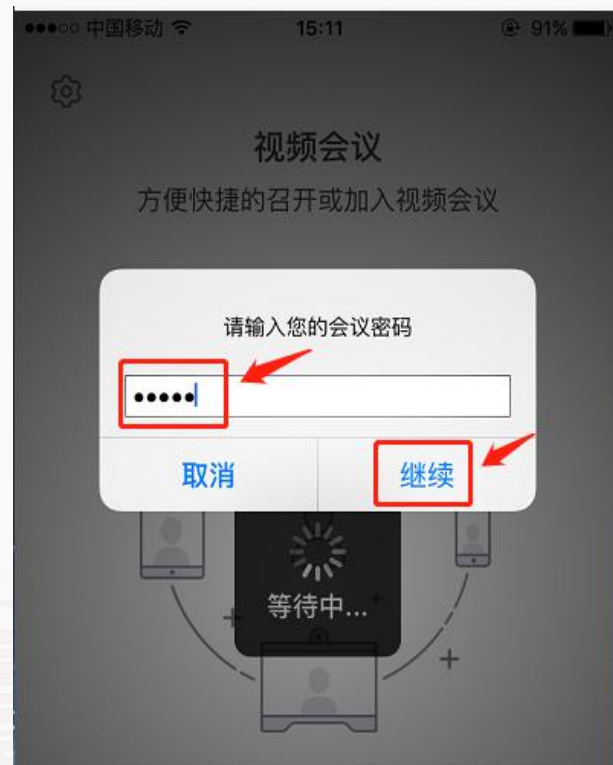 中国移动 15:11 91%
视频会议
方便快捷的召开或加入视频会议
请输入您的会议密码
•••••
取消 继续
等待中...